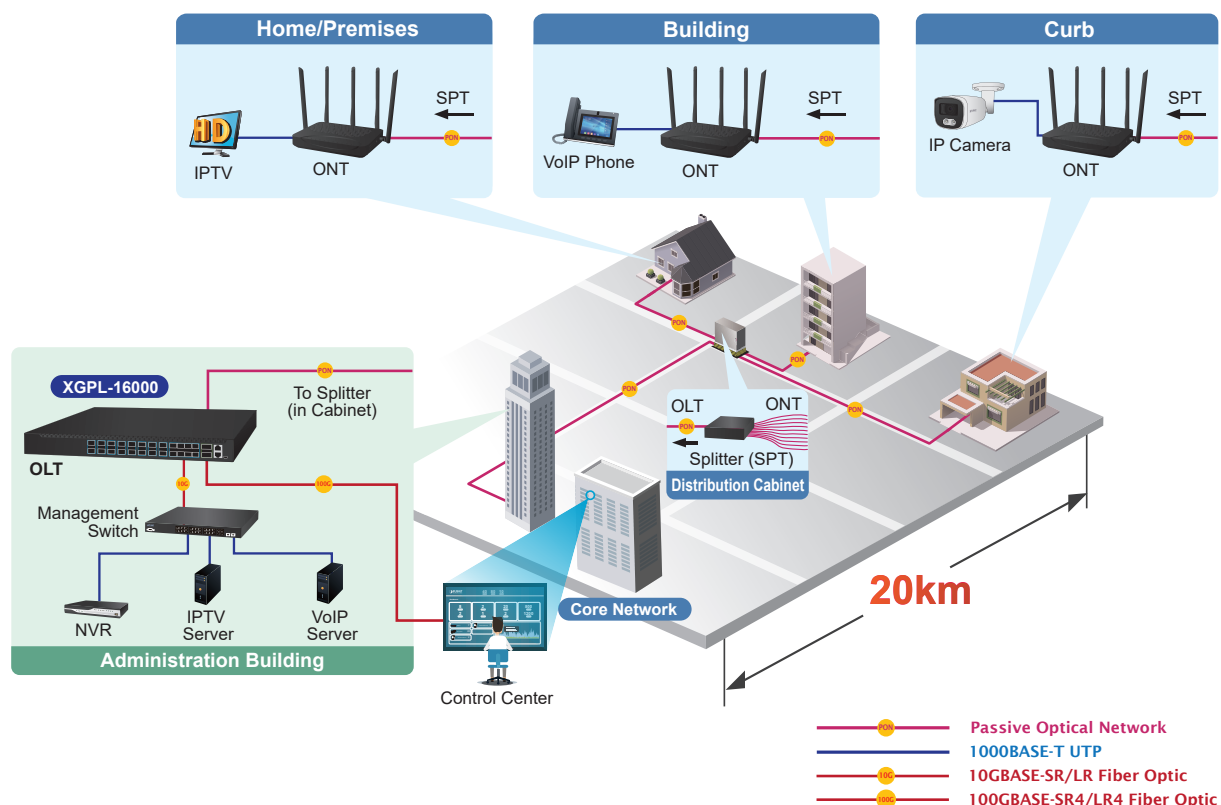 Home/Premises
SPT
PON
IPTV
ONT
Building
SPT
PON
VoIP Phone
ONT
Curb
SPT
PON
IP Camera
ONT
PON
PON
PON
PON
XGPL-16000
PON
To Splitter
(in Cabinet)
OLT
10G
100G
Management
Switch
NVR
IPTV
Server
VoIP
Server
Administration Building
OLT
ONT
PON
Splitter (SPT)
Distribution Cabinet
Core Network
Control Center
20km
PON
Passive Optical Network
1000BASE-T UTP
10G
10GBASE-SR/LR Fiber Optic
100G
100GBASE-SR4/LR4 Fiber Optic